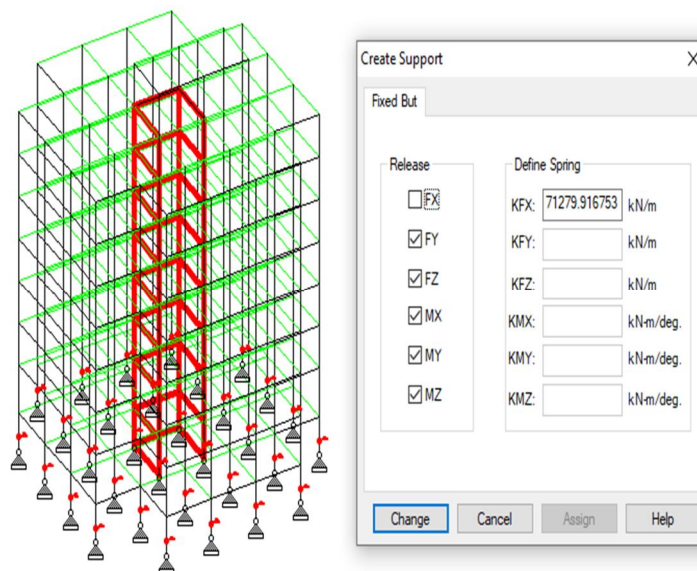 Create Support
Fixed But
Release
FX
FY
FZ
MX
MY
MZ
Define Spring
KFX: 71279.916753 kN/m
KFY: kN/m
KFZ: kN/m
KMX: kN-m/deg.
KMY: kN-m/deg.
KMZ: kN-m/deg.
Change Cancel Assign Help